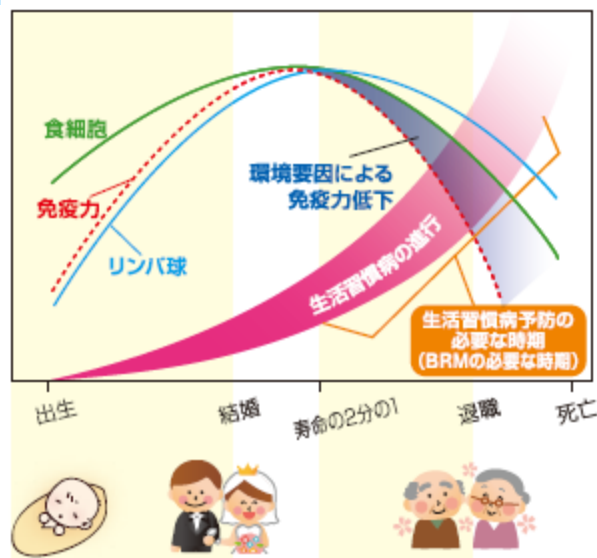 食細胞
免疫力
リンパ球
環境要因による
免疫力低下
生活習慣病の進行
生活習慣病予防の
必要な時期
(BRMの必要な時期)
出生
結婚
寿命の2分の1
退職
死亡